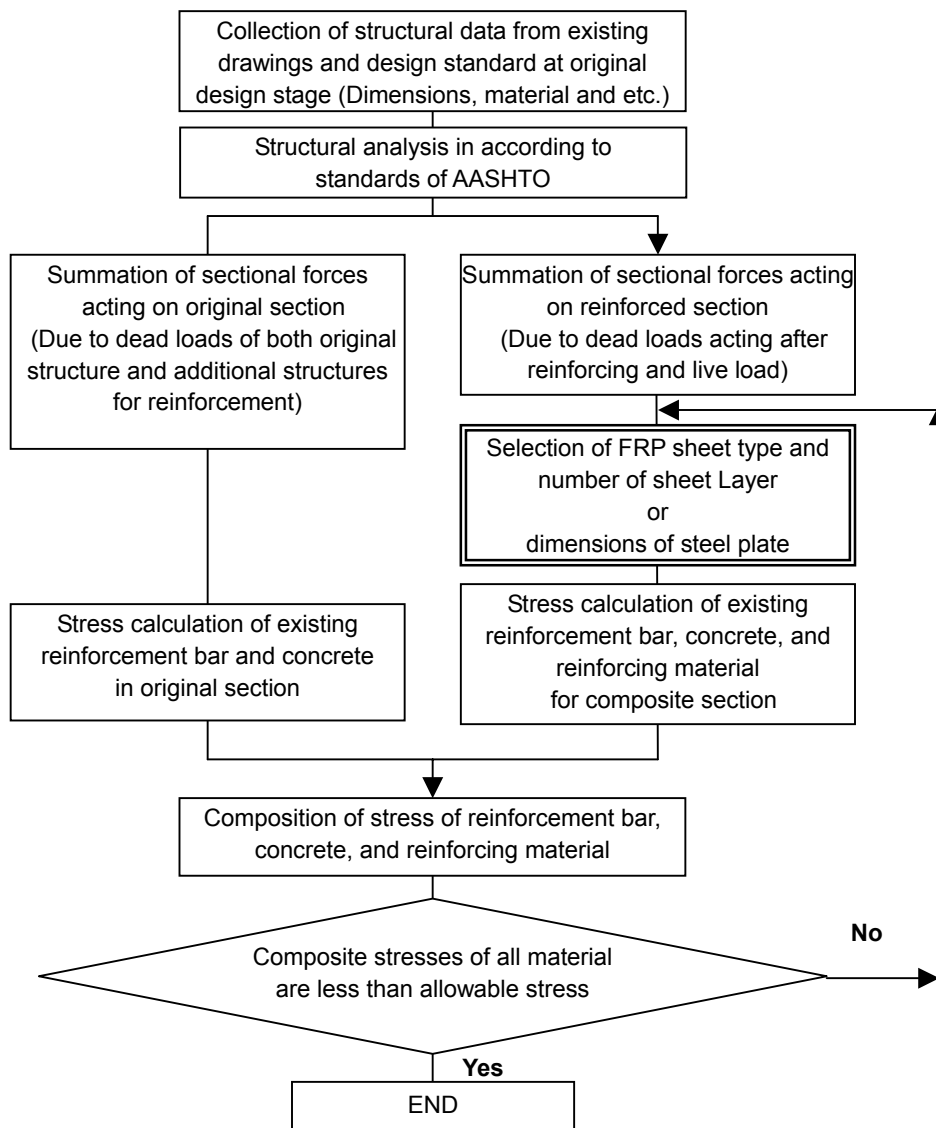 Collection of structural data from existing
drawings and design standard at original
design stage (Dimensions, material and etc.)
Structural analysis in according to
standards of AASHTO
Summation of sectional forces
acting on original section
(Due to dead loads of both original
structure and additional structures
for reinforcement)
Summation of sectional forces acting
on reinforced section
(Due to dead loads acting after
reinforcing and live load)
Selection of FRP sheet type and
number of sheet Layer
or
dimensions of steel plate
Stress calculation of existing
reinforcement bar and concrete
in original section
Stress calculation of existing
reinforcement bar, concrete, and
reinforcing material
for composite section
Composition of stress of reinforcement bar,
concrete, and reinforcing material
Composite stresses of all material
are less than allowable stress
No
Yes
END